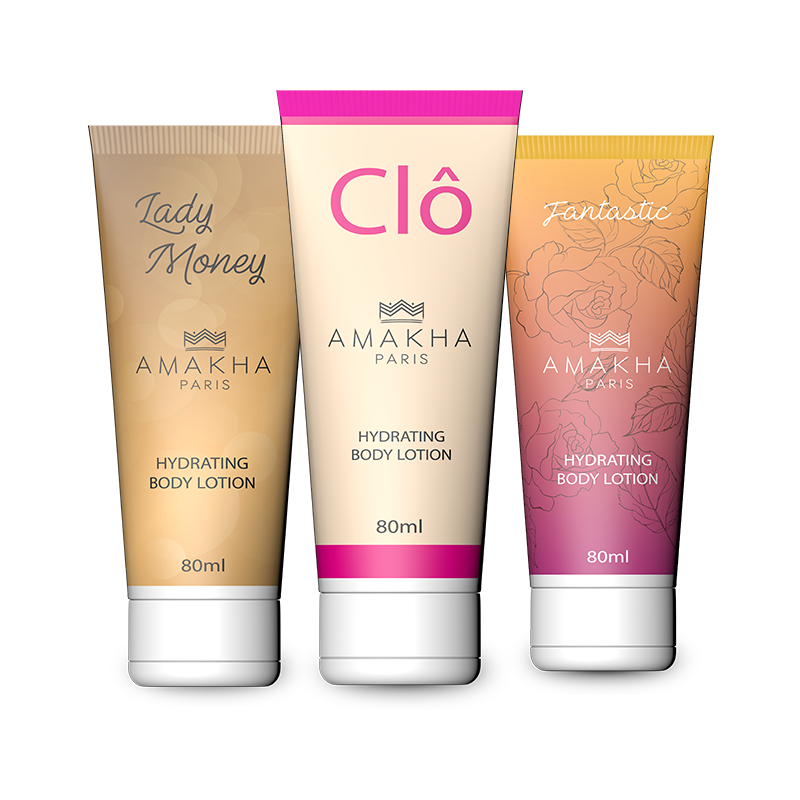 Lady
Money
AMAKHA
PARIS
HYDRATING
BODY LOTION
80ml
Clô
AMAKHA
PARIS
HYDRATING
BODY LOTION
80ml
Fantastic
AMAKHA
PARIS
HYDRATING
BODY LOTION
80ml